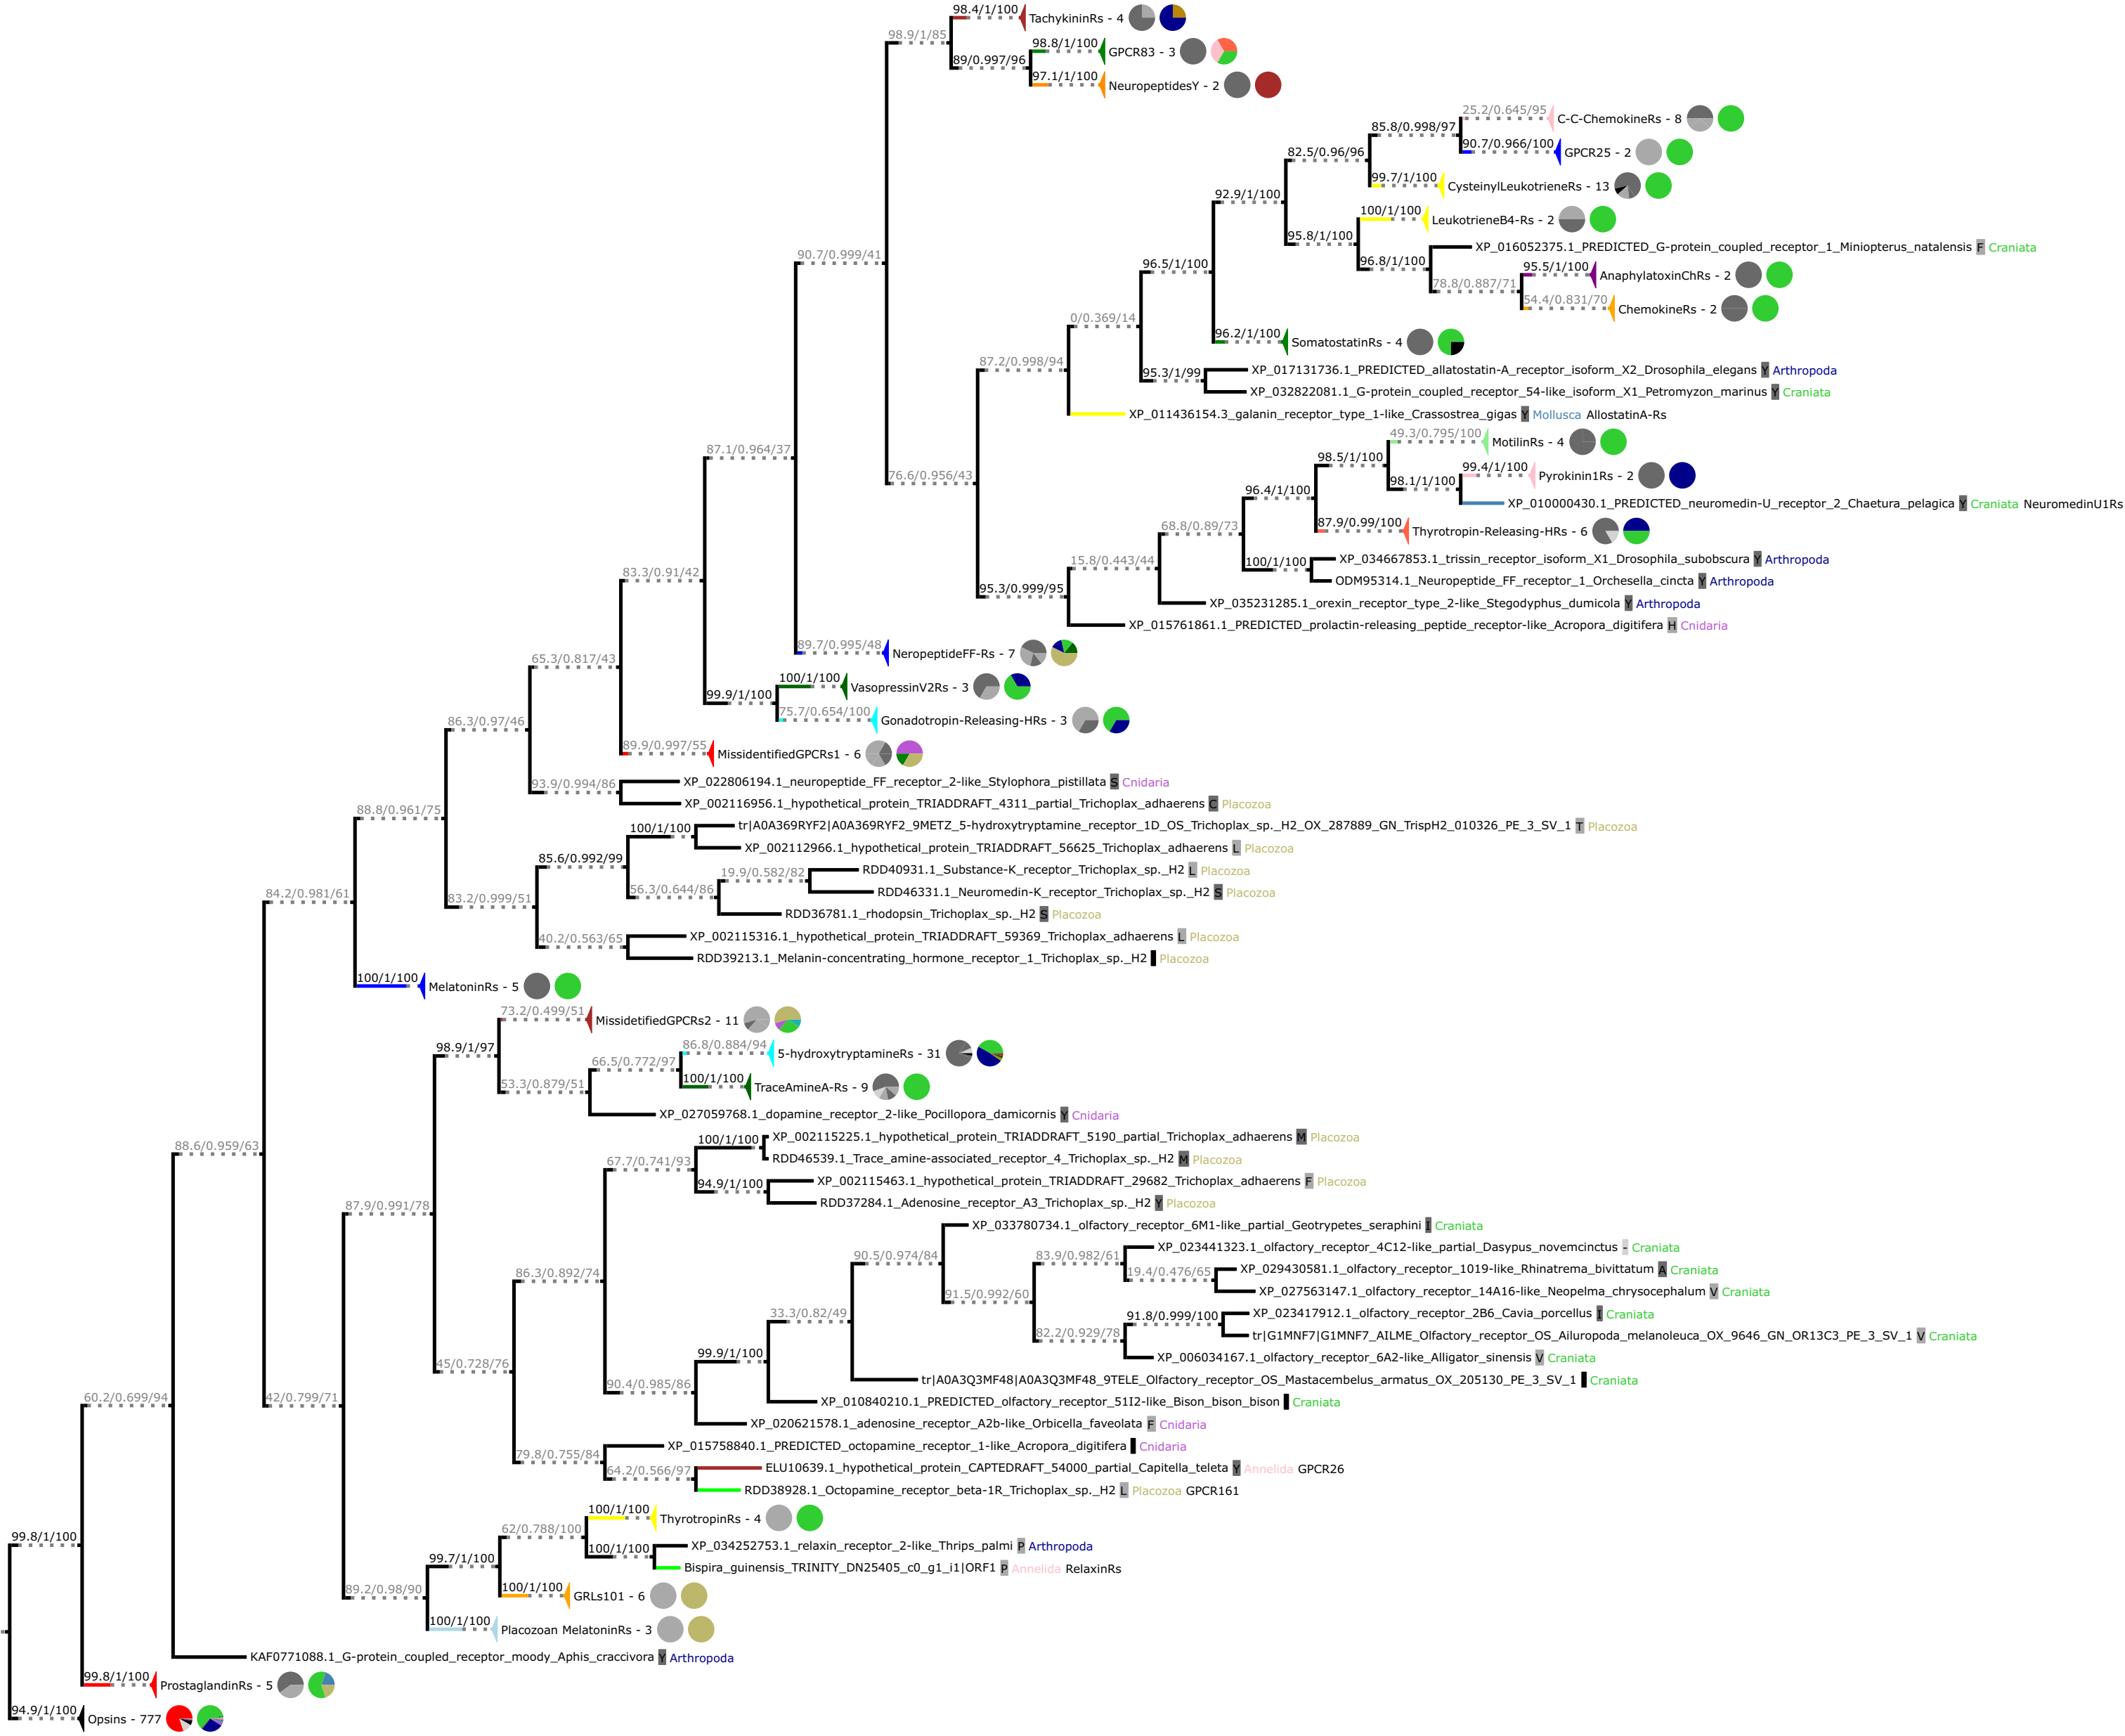 98.4/1/100 TachykininRs - 4
98.9/1/85
98.8/1/100 GPCR83 - 3
89/0.997/96
97.1/1/100 NeuropeptidesY - 2
25.2/0.645/95 C-C-ChemokineRs - 8
85.8/0.998/97
90.7/0.966/100 GPCR25 - 2
82.5/0.96/96
99.7/1/100 CysteinylLeukotrieneRs - 13
92.9/1/100
100/1/100 LeukotrieneB4-Rs - 2
95.8/1/100
XP_016052375.1_PREDICTED_G-protein_coupled_receptor_1_Miniopterus_natalensis F Craniata
90.7/0.999/41
96.8/1/100
96.5/1/100
95.5/1/100 AnaphylatoxinChRs - 2
78.8/0.887/71
54.4/0.831/70 ChemokineRs - 2
0/0.369/14
96.2/1/100 SomatostatinRs - 4
87.2/0.998/94
XP_017131736.1_PREDICTED_allatostatin-A_receptor_isoform_X2_Drosophila_elegans Y Arthropoda
95.3/1/99
XP_032822081.1_G-protein_coupled_receptor_54-like_isoform_X1_Petromyzon_marinus Y Craniata
XP_011436154.3_galanin_receptor_type_1-like_Crassostrea_gigas Y Mollusca AllostatinA-Rs
49.3/0.795/100 MotilinRs - 4
87.1/0.964/37
98.5/1/100
99.4/1/100 Pyrokinin1Rs - 2
76.6/0.956/43
98.1/1/100
96.4/1/100
XP_010000430.1_PREDICTED_neuromedin-U_receptor_2_Chaetura_pelagica Y Craniata NeuromedinU1Rs
87.9/0.99/100 Thyrotropin-Releasing-HRs - 6
68.8/0.89/73
XP_034667853.1_trissin_receptor_isoform_X1_Drosophila_subobscura Y Arthropoda
100/1/100
15.8/0.443/44
83.3/0.91/42
ODM95314.1_Neuropeptide_FF_receptor_1_Orchesella_cincta Y Arthropoda
95.3/0.999/95
XP_035231285.1_orexin_receptor_type_2-like_Stegodyphus_dumicola Y Arthropoda
XP_015761861.1_PREDICTED_prolactin-releasing_peptide_receptor-like_Acropora_digitifera H Cnidaria
89.7/0.995/48 NeropeptideFF-Rs - 7
65.3/0.817/43
100/1/100 VasopressinV2Rs - 3
99.9/1/100
75.7/0.654/100 Gonadotropin-Releasing-HRs - 3
86.3/0.97/46
89.9/0.997/55 MissidentifiedGPCRs1 - 6
XP_022806194.1_neuropeptide_FF_receptor_2-like_Stylophora_pistillata S Cnidaria
93.9/0.994/86
XP_002116956.1_hypothetical_protein_TRIADDRAFT_4311_partial_Trichoplax_adhaerens C Placozoa
88.8/0.961/75
tr|A0A369RYF2|A0A369RYF2_9METZ_5-hydroxytryptamine_receptor_1D_OS_Trichoplax_sp._H2_OX_287889_GN_TrispH2_010326_PE_3_SV_1 T Placozoa
100/1/100
XP_002112966.1_hypothetical_protein_TRIADDRAFT_56625_Trichoplax_adhaerens L Placozoa
85.6/0.992/99
RDD40931.1_Substance-K_receptor_Trichoplax_sp._H2 L Placozoa
19.9/0.582/82
56.3/0.644/86
RDD46331.1_Neuromedin-K_receptor_Trichoplax_sp._H2 S Placozoa
84.2/0.981/61
83.2/0.999/51
RDD36781.1_rhodopsin_Trichoplax_sp._H2 S Placozoa
XP_002115316.1_hypothetical_protein_TRIADDRAFT_59369_Trichoplax_adhaerens L Placozoa
40.2/0.563/65
RDD39213.1_Melanin-concentrating_hormone_receptor_1_Trichoplax_sp._H2 Placozoa
100/1/100 MelatoninRs - 5
73.2/0.499/51 MissidetifiedGPCRs2 - 11
98.9/1/97
86.8/0.884/94 5-hydroxytryptamineRs - 31
66.5/0.772/97
53.3/0.879/51
100/1/100 TraceAmineA-Rs - 9
XP_027059768.1_dopamine_receptor_2-like_Pocillopora_damicornis Y Cnidaria
XP_002115225.1_hypothetical_protein_TRIADDRAFT_5190_partial_Trichoplax_adhaerens M Placozoa
88.6/0.959/63
100/1/100
RDD46539.1_Trace_amine-associated_receptor_4_Trichoplax_sp._H2 M Placozoa
67.7/0.741/93
XP_002115463.1_hypothetical_protein_TRIADDRAFT_29682_Trichoplax_adhaerens F Placozoa
94.9/1/100
RDD37284.1_Adenosine_receptor_A3_Trichoplax_sp._H2 Y Placozoa
87.9/0.991/78
XP_033780734.1_olfactory_receptor_6M1-like_partial_Geotrypetes_seraphini I Craniata
XP_023441323.1_olfactory_receptor_4C12-like_partial_Dasypus_novemcinctus - Craniata
90.5/0.974/84
83.9/0.982/61
XP_029430581.1_olfactory_receptor_1019-like_Rhinatrema_bivittatum A Craniata
86.3/0.892/74
19.4/0.476/65
XP_027563147.1_olfactory_receptor_14A16-like_Neopelma_chrysocephalum V Craniata
91.5/0.992/60
XP_023417912.1_olfactory_receptor_2B6_Cavia_porcellus I Craniata
33.3/0.82/49
91.8/0.999/100
tr|G1MNF7|G1MNF7_AILME_Olfactory_receptor_OS_Ailuropoda_melanoleuca_OX_9646_GN_OR13C3_PE_3_SV_1 V Craniata
82.2/0.929/78
XP_006034167.1_olfactory_receptor_6A2-like_Alligator_sinensis V Craniata
99.9/1/100
45/0.728/76
tr|A0A3Q3MF48|A0A3Q3MF48_9TELE_Olfactory_receptor_OS_Mastacembelus_armatus_OX_205130_PE_3_SV_1 Craniata
90.4/0.985/86
60.2/0.699/94
42/0.799/71
XP_010840210.1_PREDICTED_olfactory_receptor_51I2-like_Bison_bison_bison Craniata
XP_020621578.1_adenosine_receptor_A2b-like_Orbicella_faveolata F Cnidaria
XP_015758840.1_PREDICTED_octopamine_receptor_1-like_Acropora_digitifera Cnidaria
79.8/0.755/84
ELU10639.1_hypothetical_protein_CAPTEDRAFT_54000_partial_Capitella_teleta Y Annelida GPCR26
64.2/0.566/97
RDD38928.1_Octopamine_receptor_beta-1R_Trichoplax_sp._H2 L Placozoa GPCR161
100/1/100 ThyrotropinRs - 4
62/0.788/100
99.8/1/100
XP_034252753.1_relaxin_receptor_2-like_Thrips_palmi P Arthropoda
100/1/100
99.7/1/100
Bispira_guinensis_TRINITY_DN25405_c0_g1_i1|ORF1 P Annelida RelaxinRs
89.2/0.98/90
100/1/100 GRLs101 - 6
100/1/100 Placozoan MelatoninRs - 3
KAF0771088.1_G-protein_coupled_receptor_moody_Aphis_craccivora Y Arthropoda
99.8/1/100 ProstaglandinRs - 5
94.9/1/100 Opsins - 777